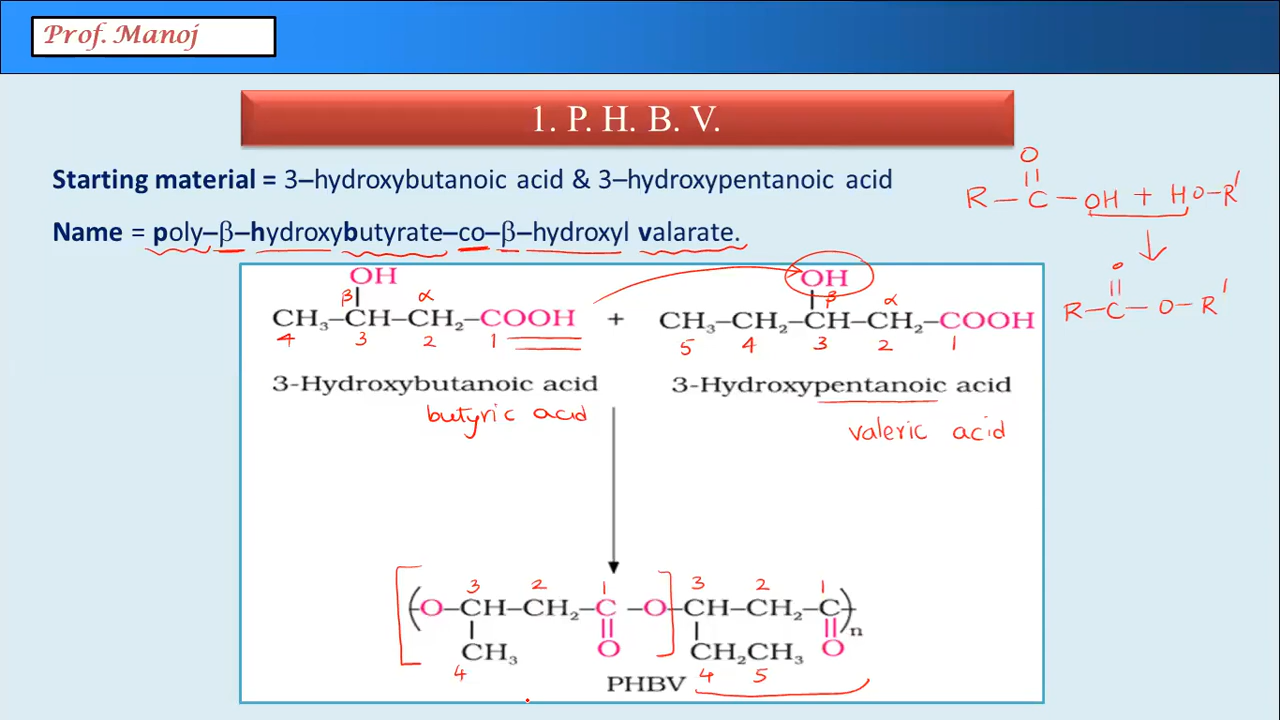 Prof. Manoj
1. P. H. B. V.
Starting material = 3–hydroxybutanoic acid & 3–hydroxypentanoic acid
Name = poly–β–hydroxybutyrate–co–β–hydroxyl valarate.
O
||
R – C – OH + HO–R'
O
||
R – C – O – R'
OH OH
β α β α
CH₃–CH–CH₂–COOH + CH₃–CH₂–CH–CH₂–COOH
4 3 2 1 5 4 3 2 1
3-Hydroxybutanoic acid 3-Hydroxypentanoic acid
butyric acid valeric acid
3 2 1 3 2 1
(O–CH–CH₂–C–O–CH–CH₂–C)n
CH₃ O CH₂CH₃ O
4 4 5
PHBV